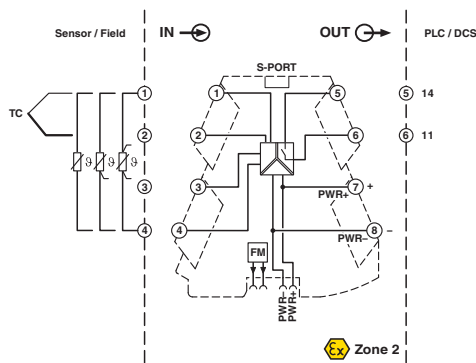 Sensor / Field
IN
OUT
PLC / DCS
S-PORT
TC
1
1
5
5
14
2
2
6
6
11
ϑ
ϑ
ϑ
3
3
7
+
PWR+
4
4
8
–
PWR–
FM
PWR–
PWR+
Ex Zone 2